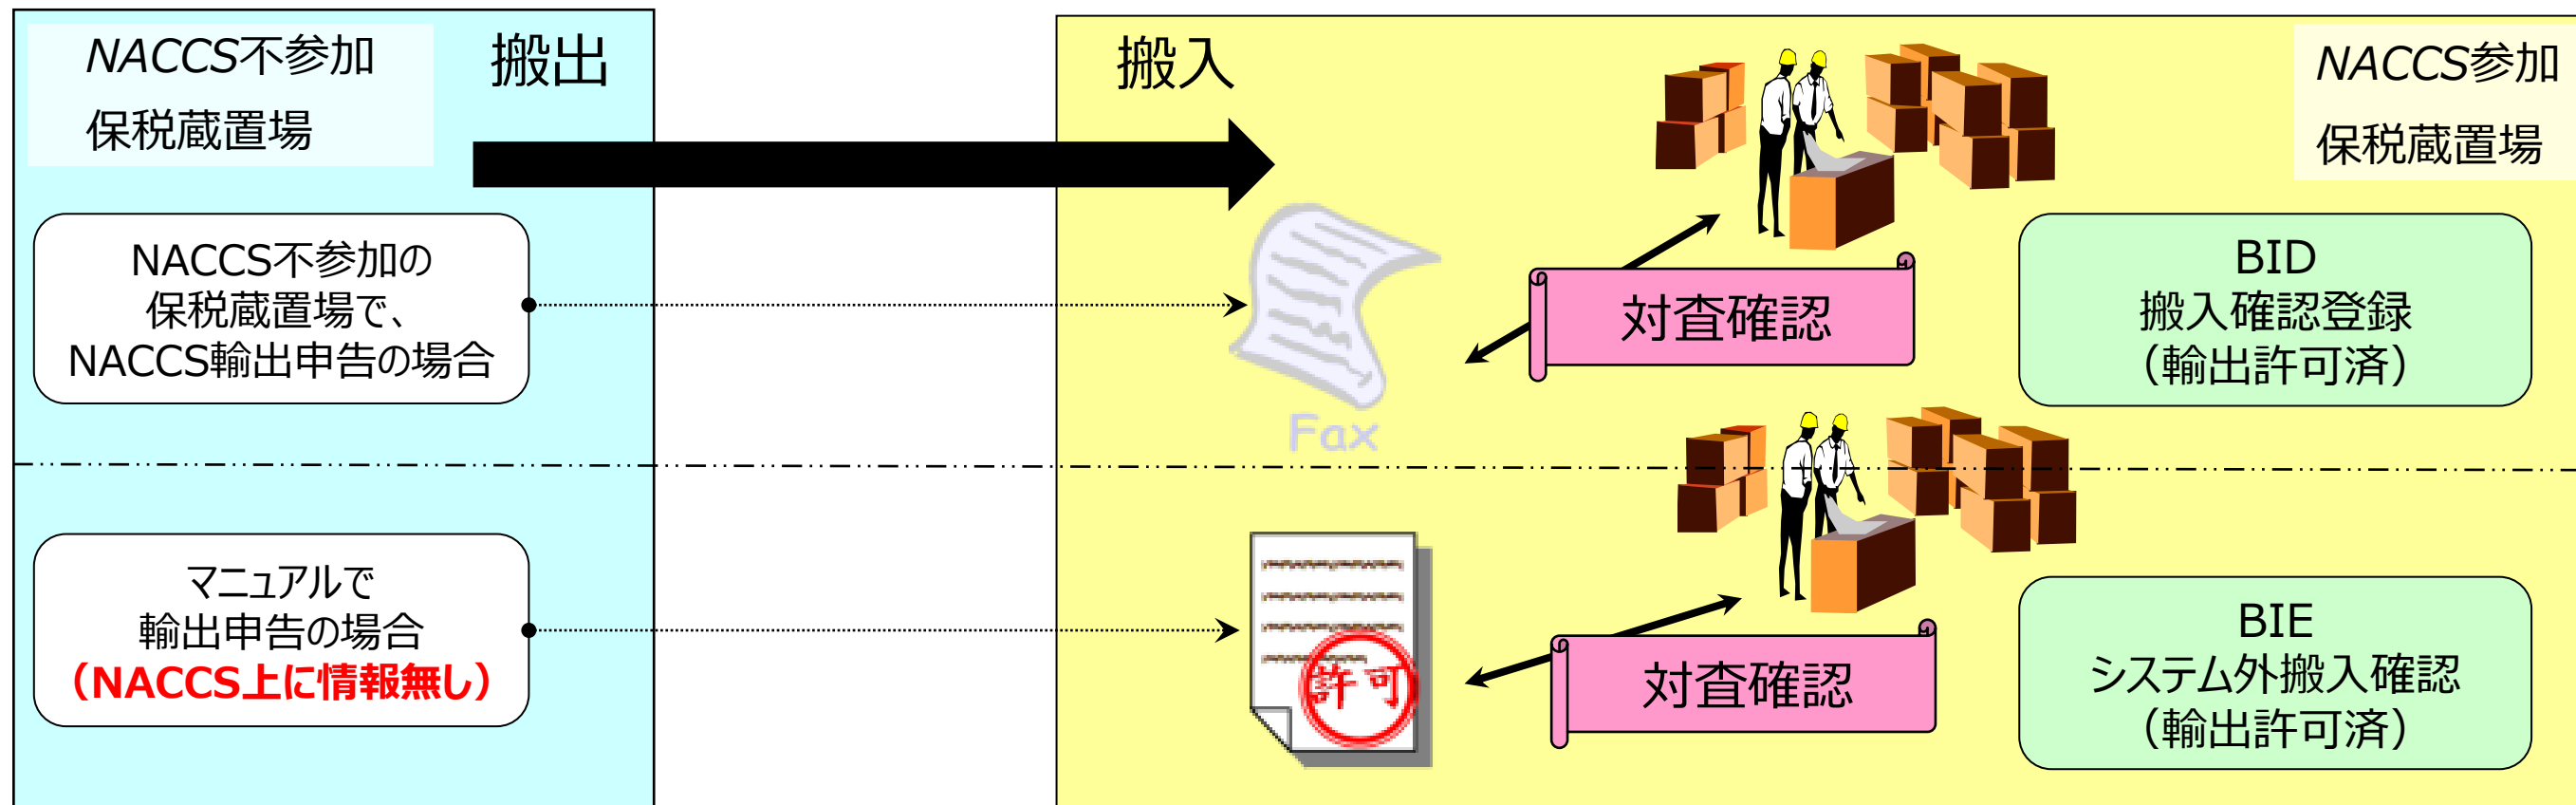 NACCS不参加
保税蔵置場
搬出
搬入
NACCS参加
保税蔵置場
NACCS不参加の
保税蔵置場で、
NACCS輸出申告の場合
Fax
対査確認
BID
搬入確認登録
（輸出許可済）
マニュアルで
輸出申告の場合
（NACCS上に情報無し）
許可
対査確認
BIE
システム外搬入確認
（輸出許可済）